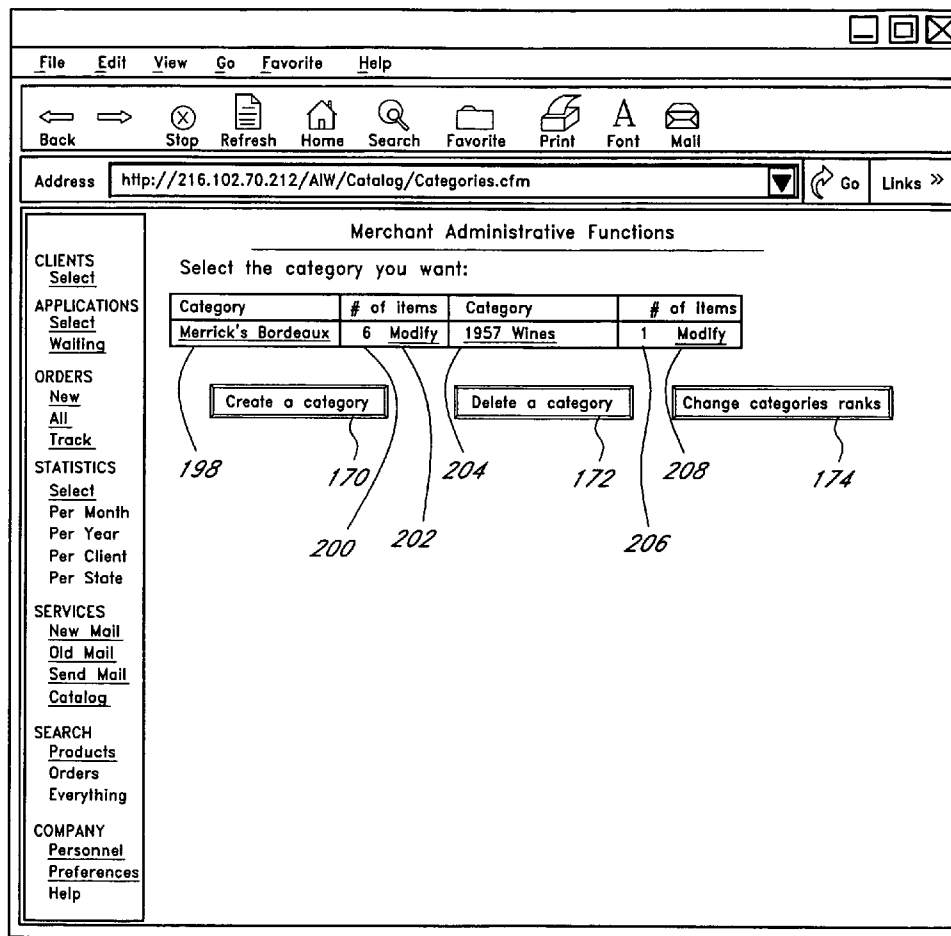 File Edit View Go Favorite Help
Back Stop Refresh Home Search Favorite Print Font Mail
Address http://216.102.70.212/AIW/Catalog/Categories.cfm Go Links »
Merchant Administrative Functions
Select the category you want:
Category # of items Category # of items
Merrick's Bordeaux 6 Modify 1957 Wines 1 Modify
Create a category Delete a category Change categories ranks
198 170 204 172 208 174
200 202 206
CLIENTS
Select
APPLICATIONS
Select
Waiting
ORDERS
New
All
Track
STATISTICS
Select
Per Month
Per Year
Per Client
Per State
SERVICES
New Mail
Old Mail
Send Mail
Catalog
SEARCH
Products
Orders
Everything
COMPANY
Personnel
Preferences
Help